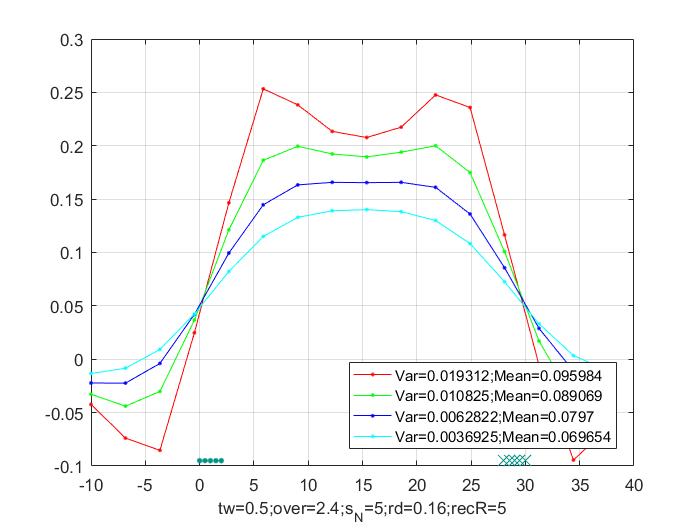 0.3
0.25
0.2
0.15
0.1
0.05
0
-0.05
-0.1
Var=0.019312;Mean=0.095984
Var=0.010825;Mean=0.089069
Var=0.0062822;Mean=0.0797
Var=0.0036925;Mean=0.069654
-10 -5 0 5 10 15 20 25 30 35 40
tw=0.5;over=2.4;s_N=5;rd=0.16;recR=5